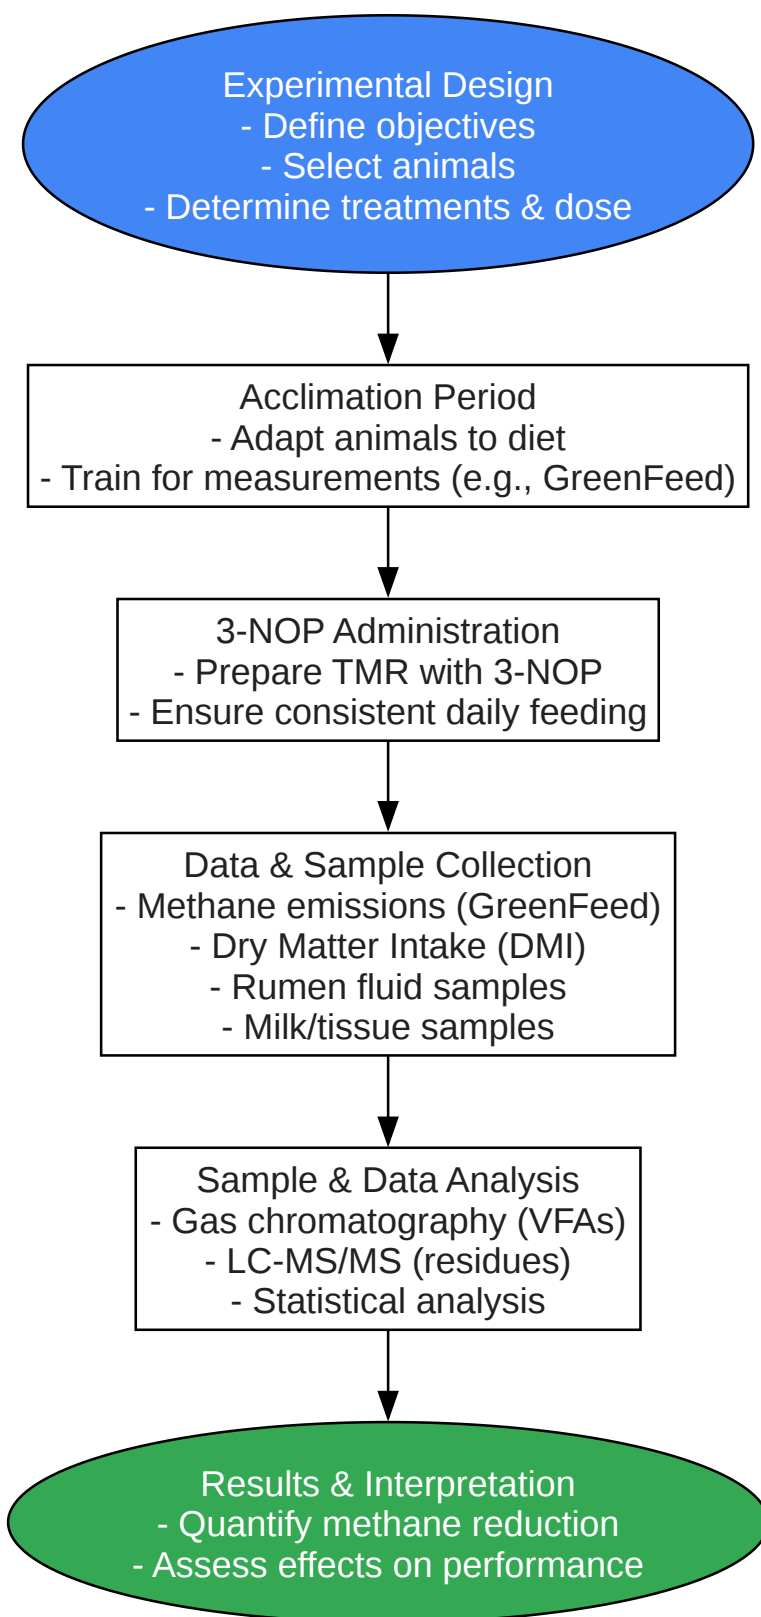 Experimental Design
- Define objectives
- Select animals
- Determine treatments & dose
Acclimation Period
- Adapt animals to diet
- Train for measurements (e.g., GreenFeed)
3-NOP Administration
- Prepare TMR with 3-NOP
- Ensure consistent daily feeding
Data & Sample Collection
- Methane emissions (GreenFeed)
- Dry Matter Intake (DMI)
- Rumen fluid samples
- Milk/tissue samples
Sample & Data Analysis
- Gas chromatography (VFAs)
- LC-MS/MS (residues)
- Statistical analysis
Results & Interpretation
- Quantify methane reduction
- Assess effects on performance